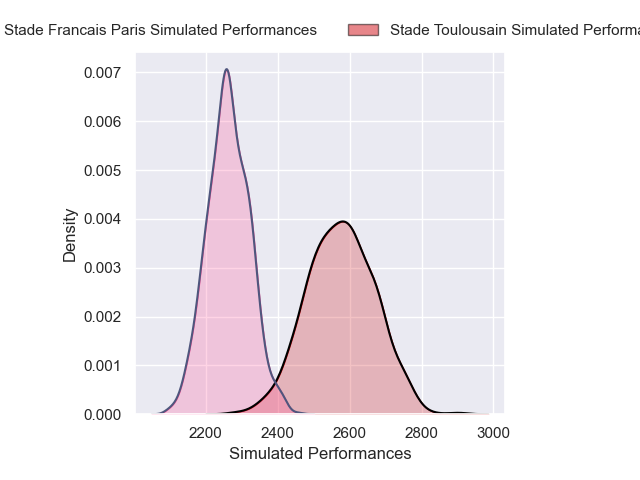 Stade Francais Paris Simulated Performances Stade Toulousain Simulated
0.007
0.006
0.005
0.004
0.003
0.002
0.001
0.000
Density
2200 2400 2600 2800 3000
Simulated Performances